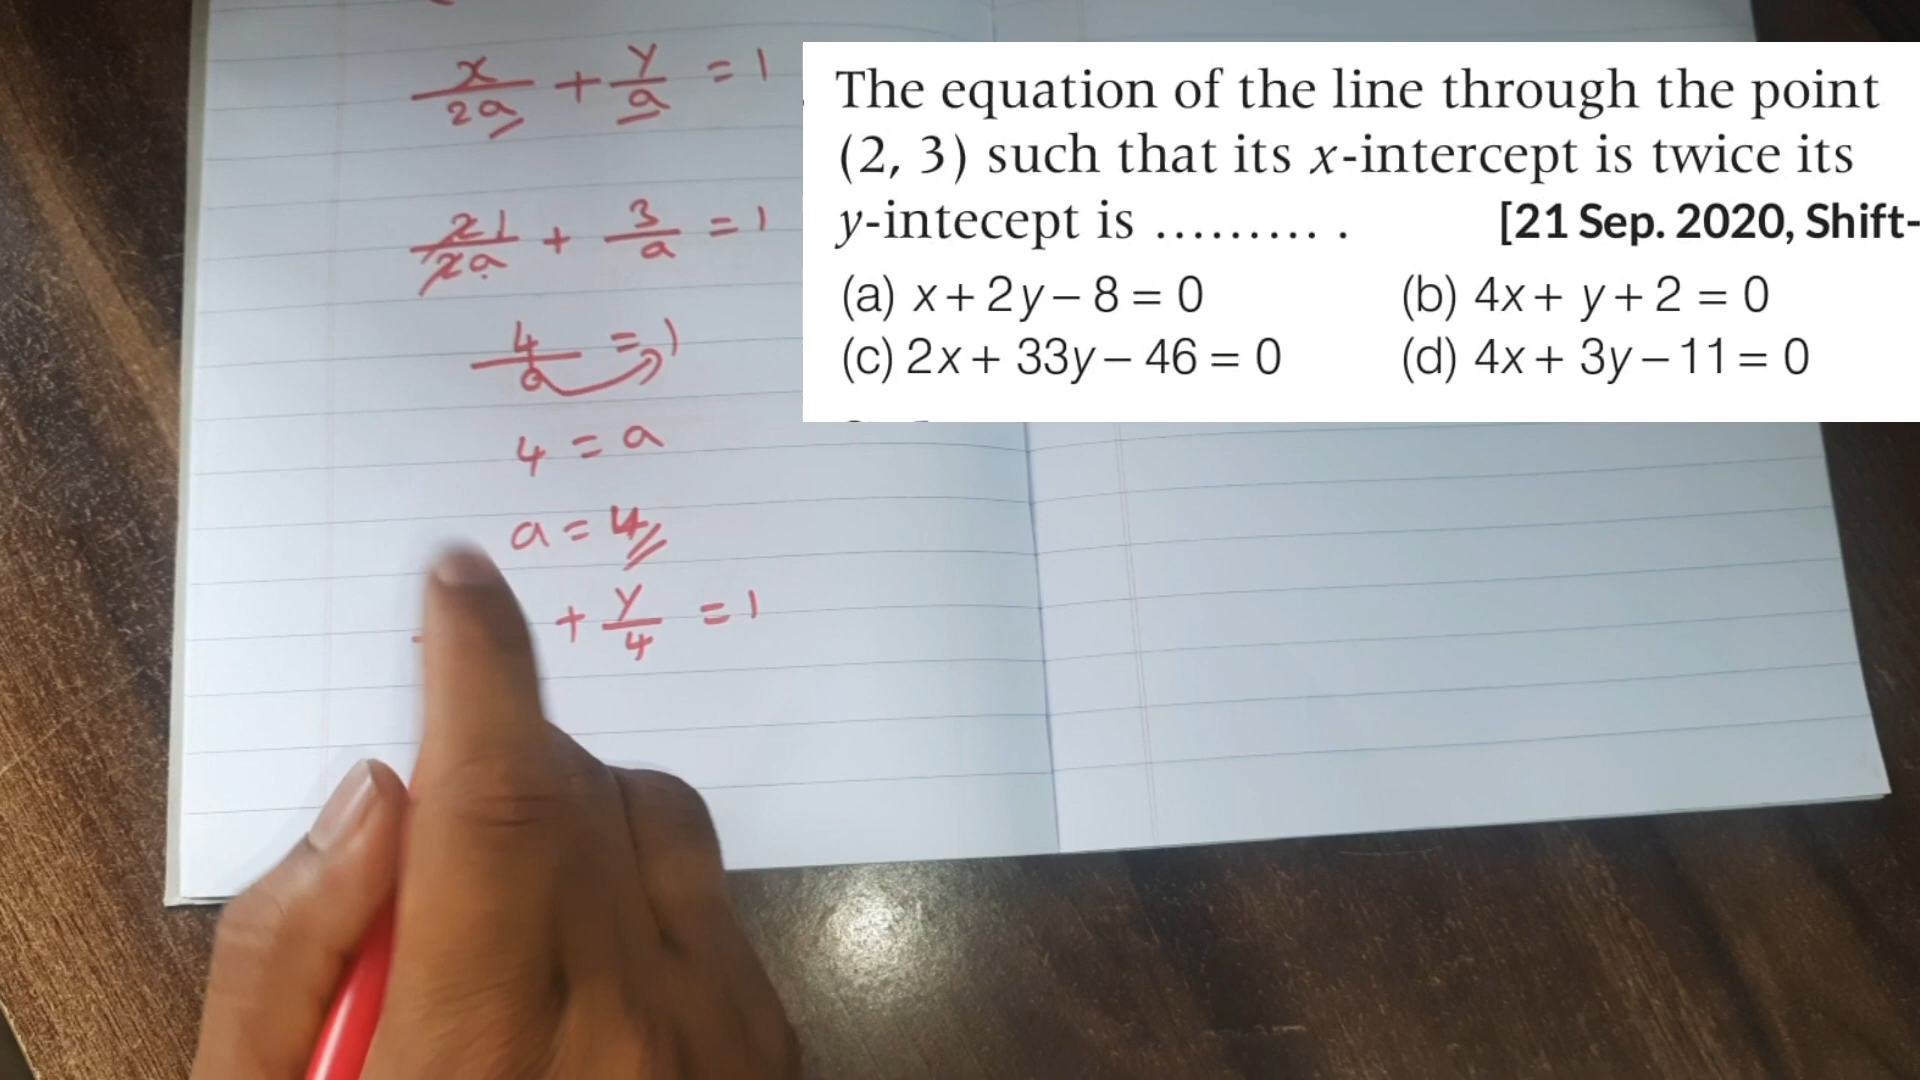 x/2a + y/a = 1
21/2a + 3/a = 1
4/a = 1
4 = a
a = 4
+ y/4 = 1
The equation of the line through the point
(2, 3) such that its x-intercept is twice its
y-intecept is .......... . [21 Sep. 2020, Shift-
(a) x + 2y – 8 = 0 (b) 4x + y + 2 = 0
(c) 2x + 33y – 46 = 0 (d) 4x + 3y – 11 = 0